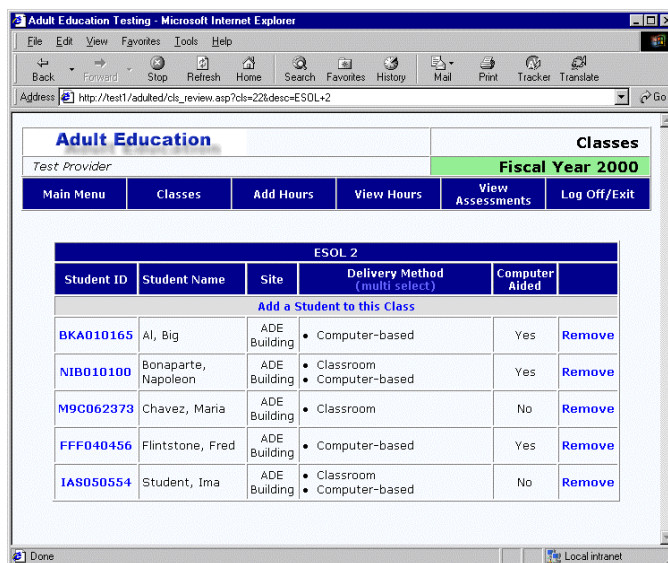 Adult Education Testing - Microsoft Internet Explorer
File Edit View Favorites Tools Help
Back Forward Stop Refresh Home Search Favorites History Mail Print Tracker Translate
Address http://test1/adulted/cls_review.asp?cls=22&desc=ESOL+2 Go
Adult Education Classes
Test Provider Fiscal Year 2000
Main Menu Classes Add Hours View Hours View Assessments Log Off/Exit
ESOL 2
Student ID Student Name Site Delivery Method (multi select) Computer Aided
Add a Student to this Class
BKA010165 Al, Big ADE Building • Computer-based Yes Remove
NIB010100 Bonaparte, Napoleon ADE Building • Classroom • Computer-based Yes Remove
M9C062373 Chavez, Maria ADE Building • Classroom No Remove
FFF040456 Flintstone, Fred ADE Building • Computer-based Yes Remove
IAS050554 Student, Ima ADE Building • Classroom • Computer-based No Remove
Done Local intranet